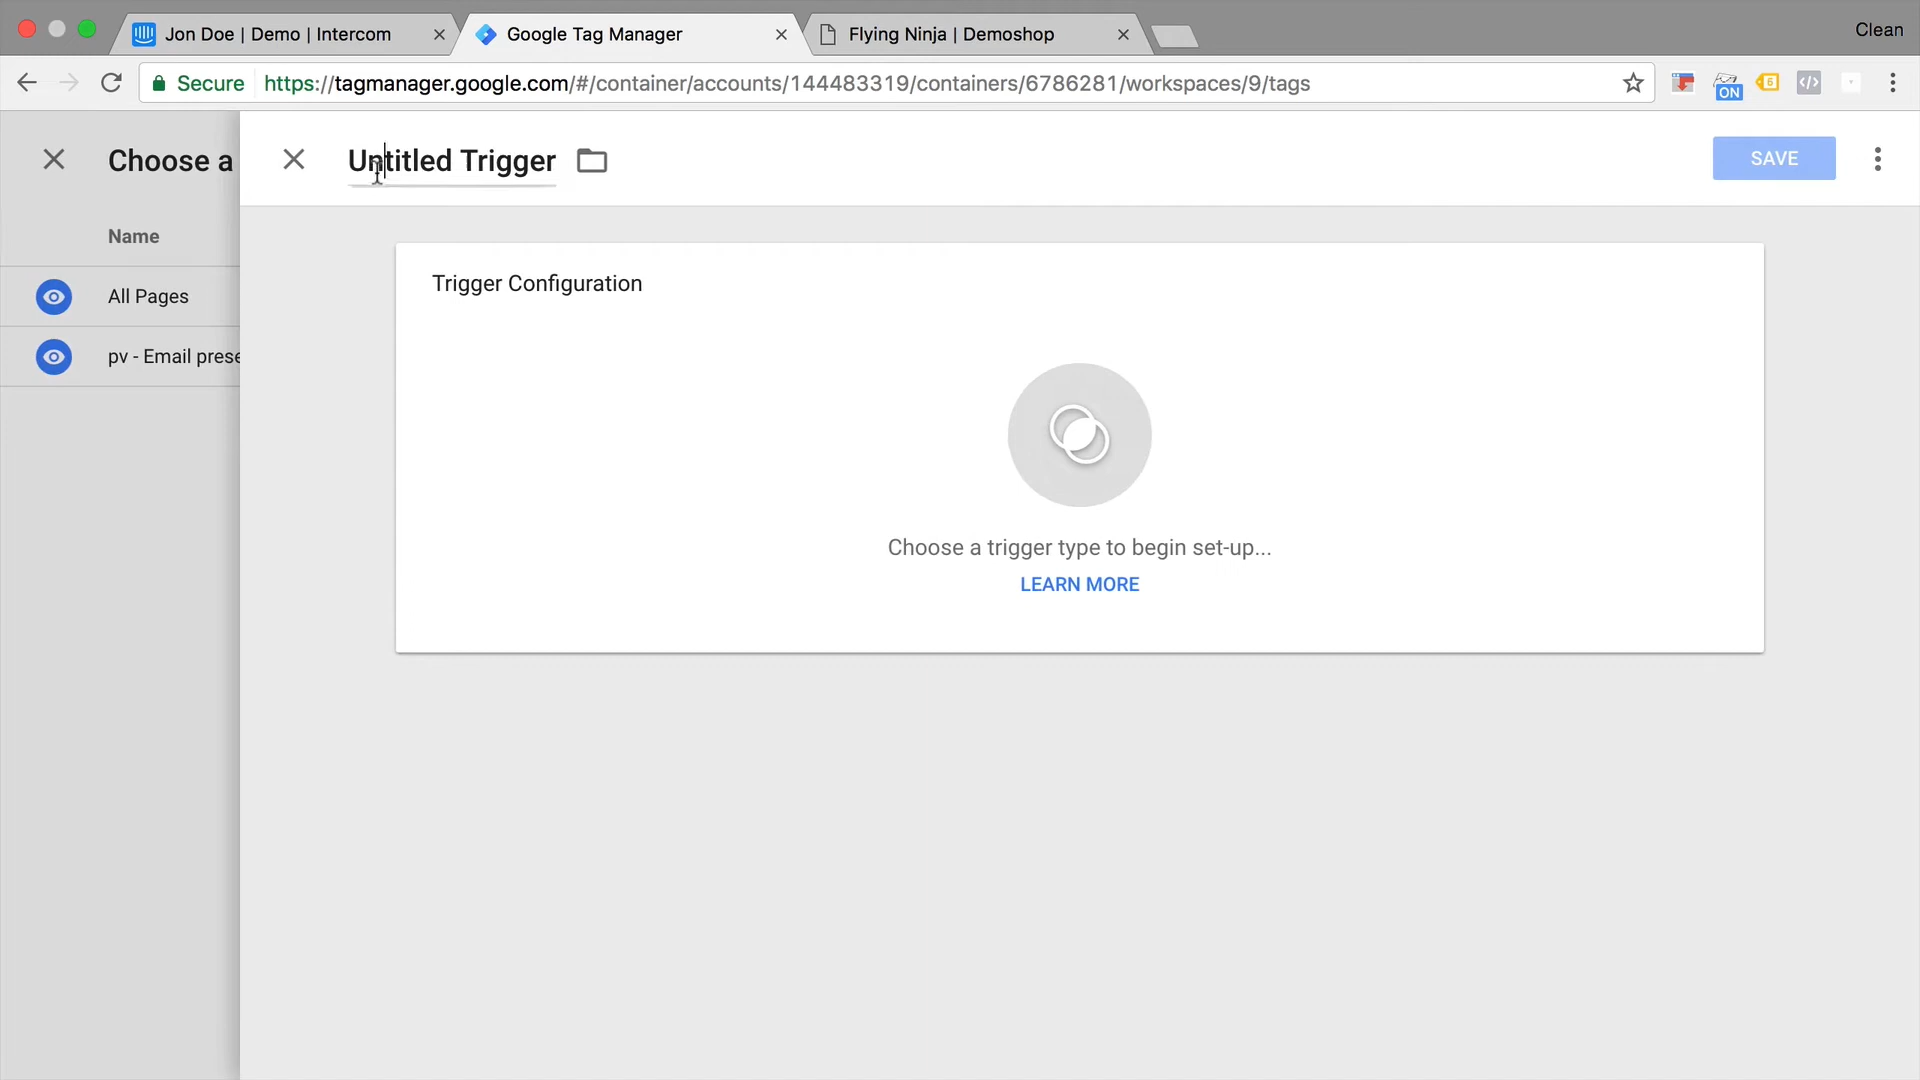 Jon Doe | Demo | Intercom
Google Tag Manager
Flying Ninja | Demoshop
Clean
Secure https://tagmanager.google.com/#/container/accounts/144483319/containers/6786281/workspaces/9/tags
ON
6
Choose a
Untitled Trigger
SAVE
Name
All Pages
pv - Email prese
Trigger Configuration
Choose a trigger type to begin set-up...
LEARN MORE